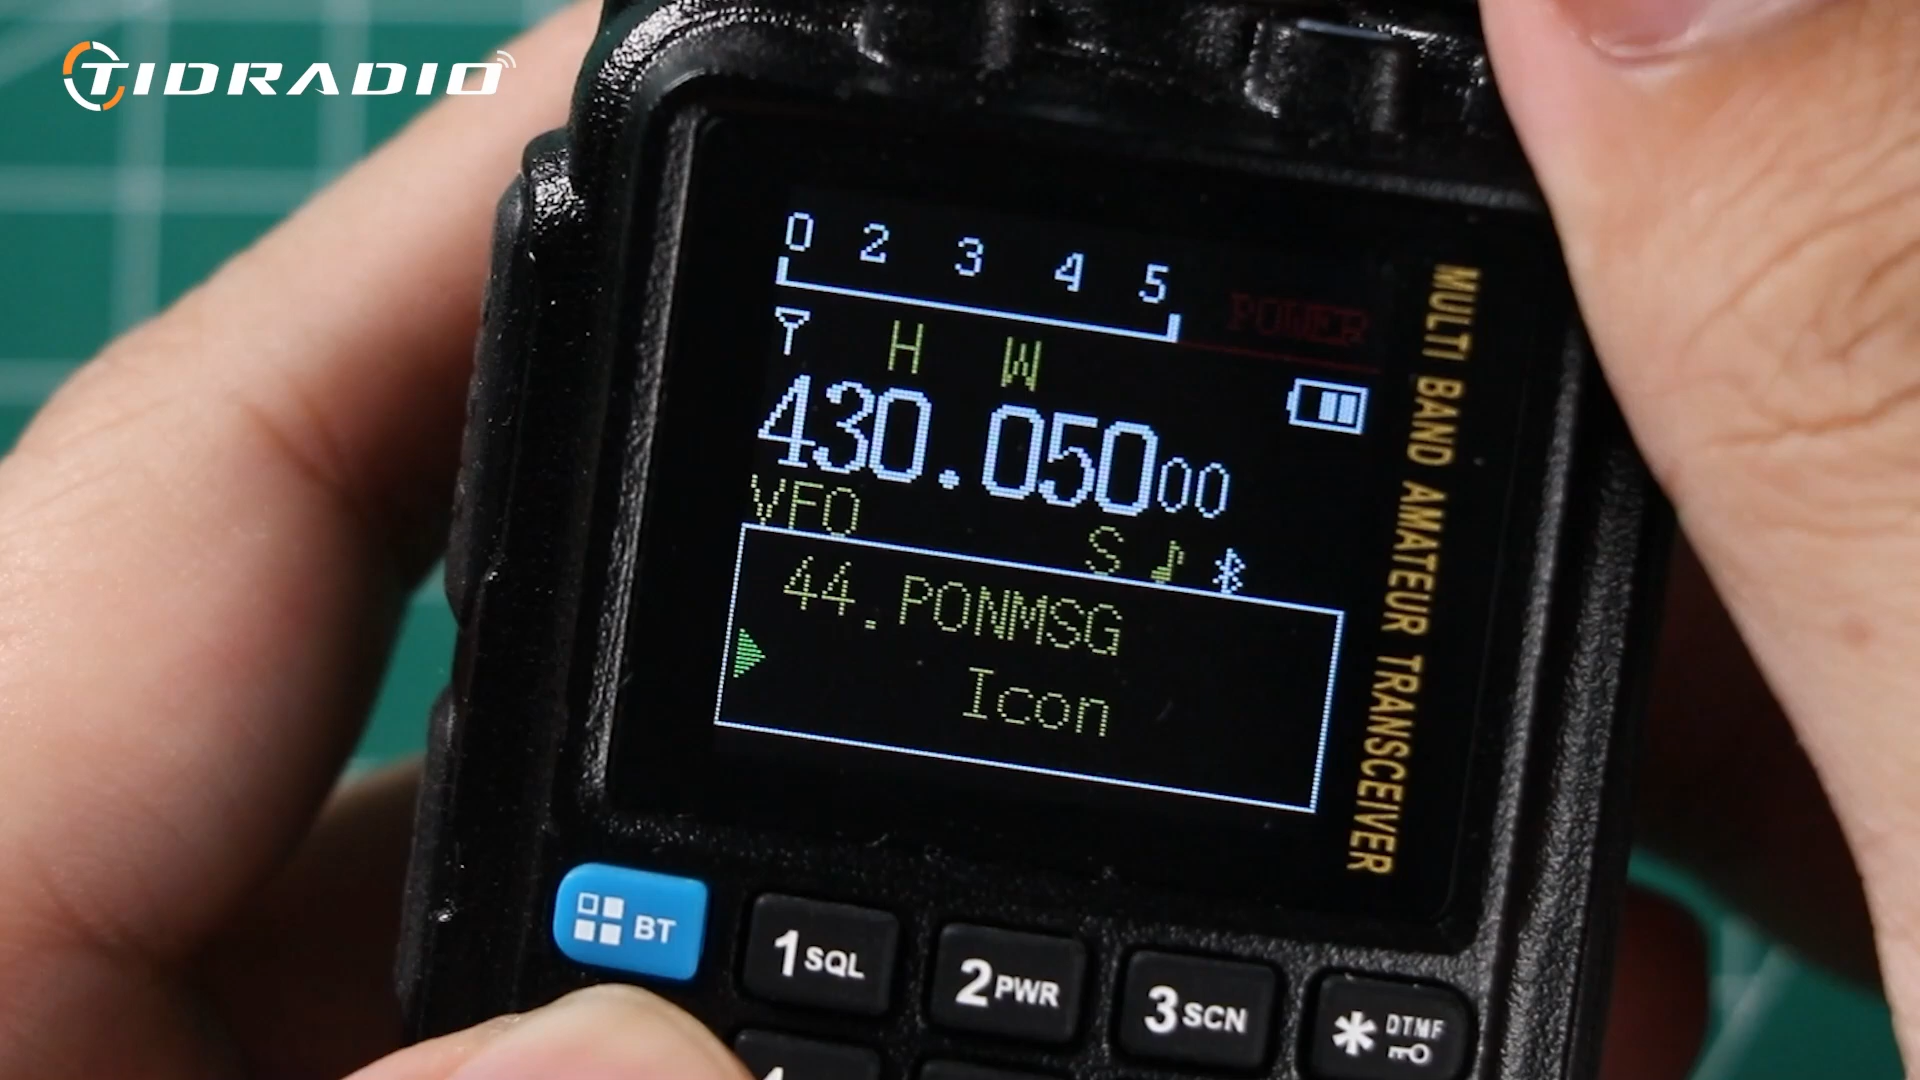 TIDRADIO
0 2 3 4 5
POWER
H W
430.05000
VFO
S
44.PONMSG
Icon
MULTI BAND AMATEUR TRANSCEIVER
BT
1 SQL
2 PWR
3 SCN
* DTMF